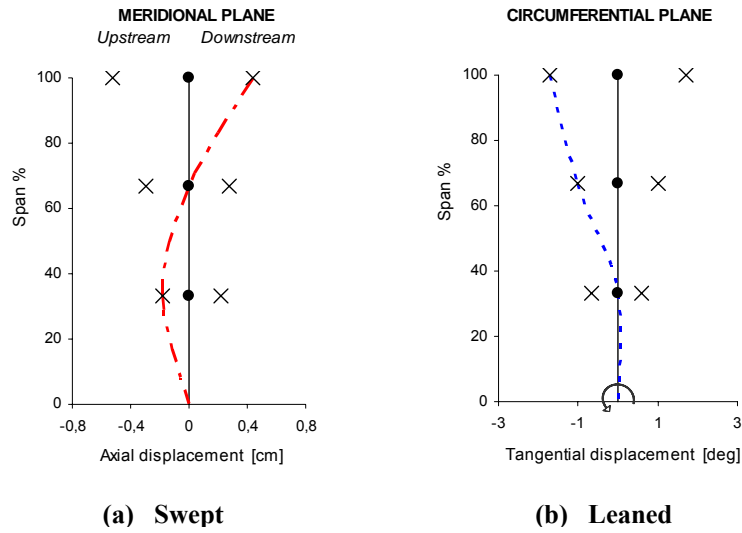 MERIDIONAL PLANE
Upstream Downstream
100
80
60
40
20
0
Span %
-0,8 -0,4 0 0,4 0,8
Axial displacement [cm]
(a) Swept
CIRCUMFERENTIAL PLANE
100
80
60
40
20
0
Span %
-3 -1 1 3
Tangential displacement [deg]
(b) Leaned